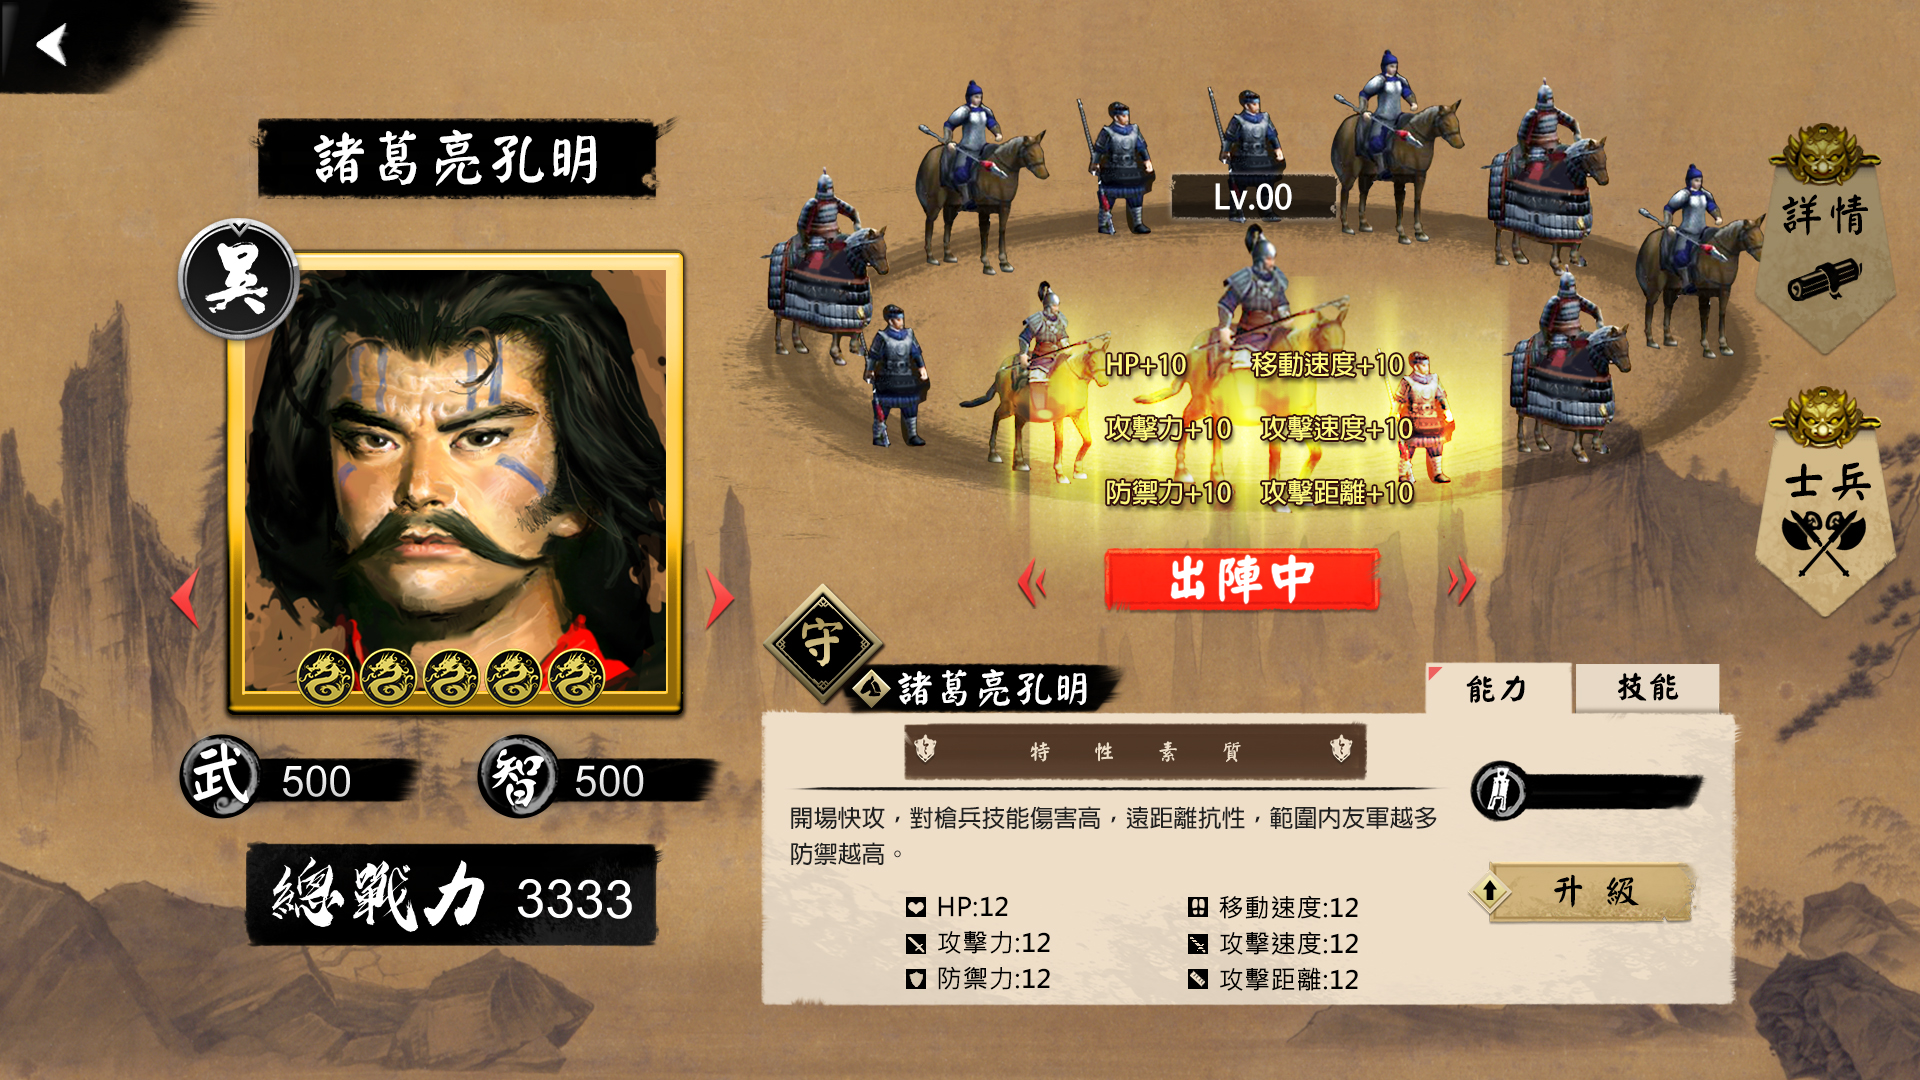 諸葛亮孔明
吳
武 500
智 500
總戰力 3333
Lv.00
HP+10 移動速度+10
攻擊力+10 攻擊速度+10
防禦力+10 攻擊距離+10
出陣中
詳情
士兵
守
諸葛亮孔明
能力 技能
特性素質
開場快攻，對槍兵技能傷害高，遠距離抗性，範圍內友軍越多
防禦越高。
HP:12 移動速度:12
攻擊力:12 攻擊速度:12
防禦力:12 攻擊距離:12
升級